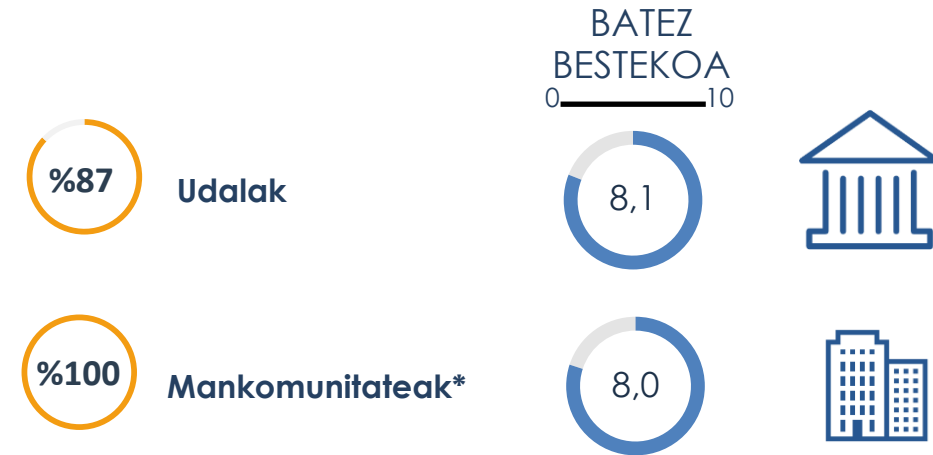 BATEZ
BESTEKOA
0 10
%87
Udalak
8,1
%100
Mankomunitateak*
8,0